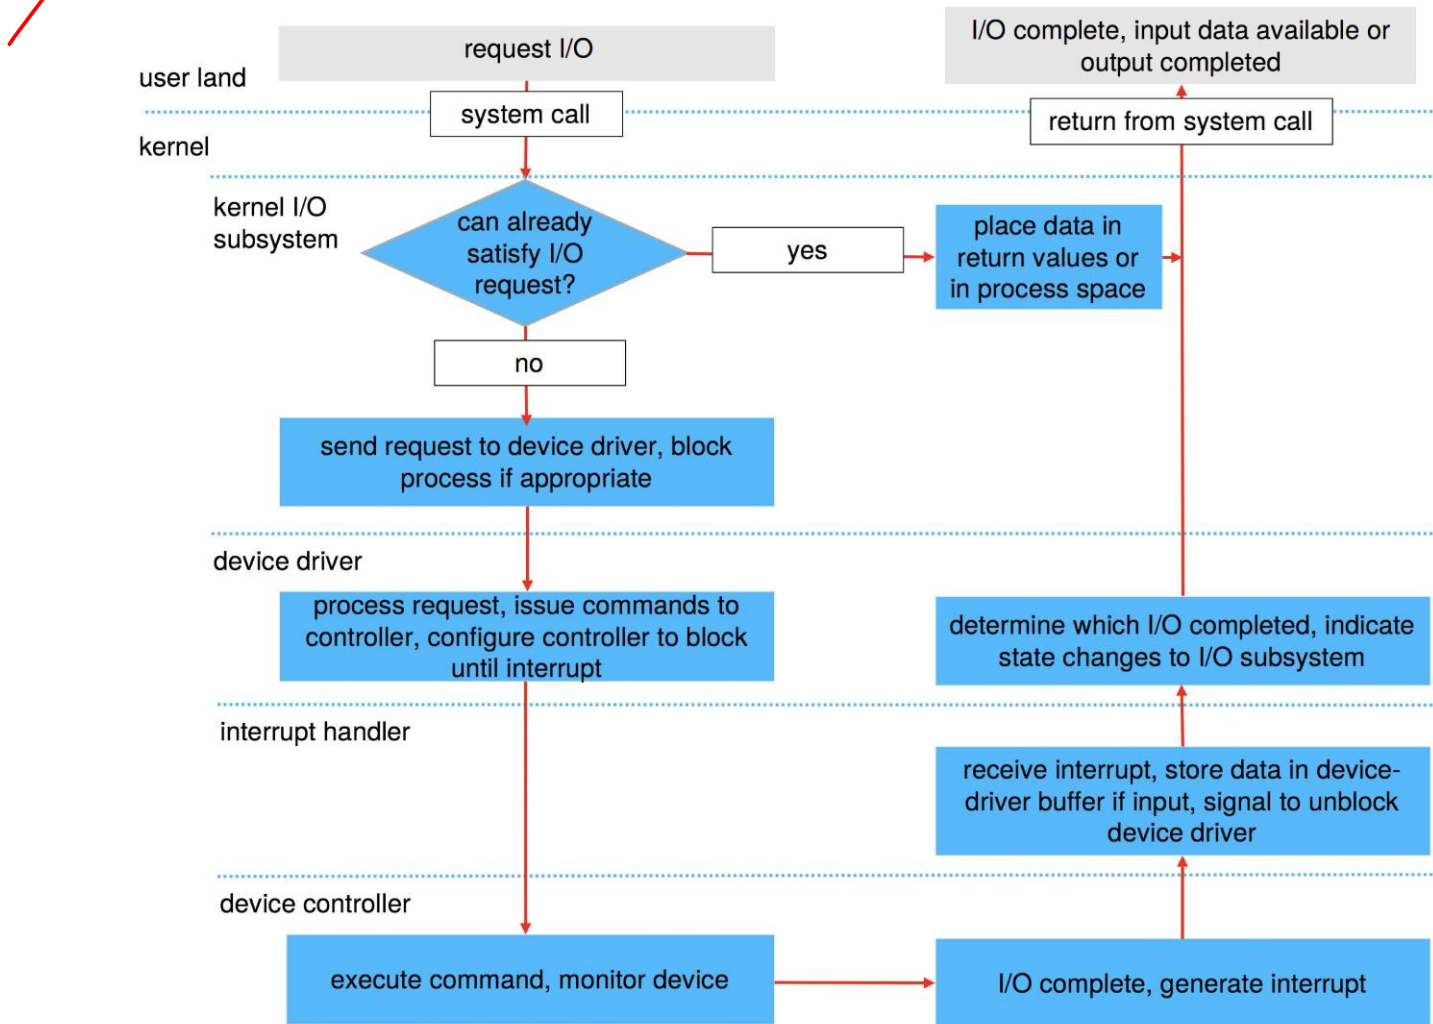 request I/O
user land
system call
kernel
kernel I/O
subsystem
can already
satisfy I/O
request?
yes
place data in
return values or
in process space
no
send request to device driver, block
process if appropriate
device driver
process request, issue commands to
controller, configure controller to block
until interrupt
interrupt handler
device controller
execute command, monitor device
I/O complete, generate interrupt
receive interrupt, store data in device-
driver buffer if input, signal to unblock
device driver
determine which I/O completed, indicate
state changes to I/O subsystem
return from system call
I/O complete, input data available or
output completed